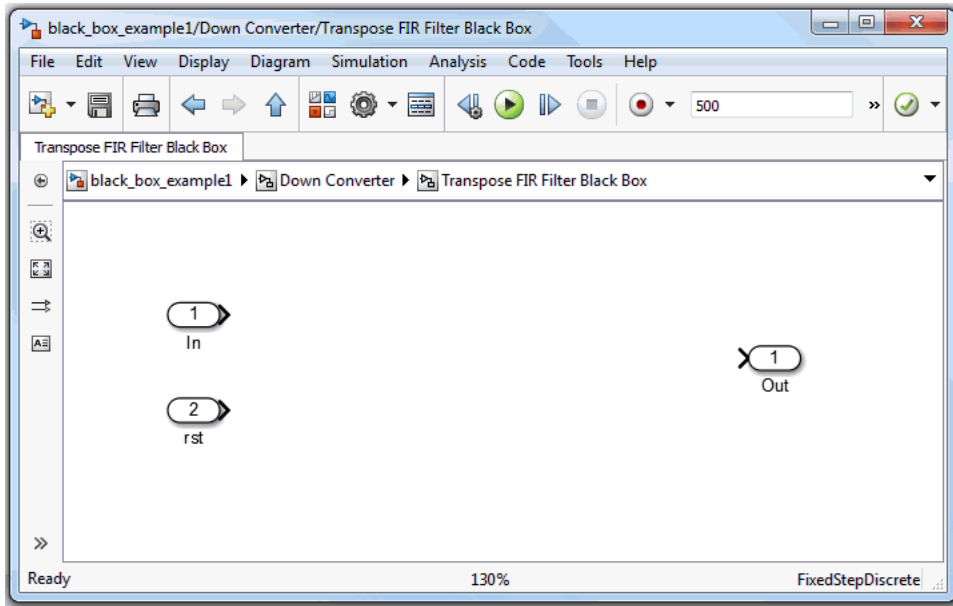 black_box_example1/Down Converter/Transpose FIR Filter Black Box
File Edit View Display Diagram Simulation Analysis Code Tools Help
500 »
Transpose FIR Filter Black Box
black_box_example1 Down Converter Transpose FIR Filter Black Box
1
In
1
Out
2
rst
»
Ready 130% FixedStepDiscrete